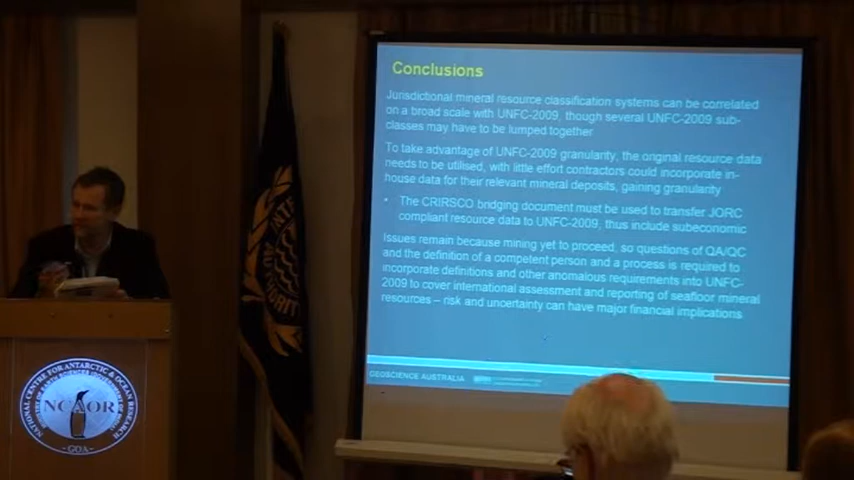 Conclusions
Jurisdictional mineral resource classification systems can be correlated
on a broad scale with UNFC-2009, though several UNFC-2009 sub-
classes may have to be lumped together
To take advantage of UNFC-2009 granularity, the original resource data
needs to be utilised, with little effort contractors could incorporate in-
house data for their relevant mineral deposits, gaining granularity
• The CRIRSCO bridging document must be used to transfer JORC
compliant resource data to UNFC-2009, thus include subeconomic
Issues remain because mining yet to proceed, so questions of QA/QC
and the definition of a competent person and a process is required to
incorporate definitions and other anomalous requirements into UNFC-
2009 to cover international assessment and reporting of seafloor mineral
resources – risk and uncertainty can have major financial implications
GEOSCIENCE AUSTRALIA
NATIONAL CENTRE FOR ANTARCTIC & OCEAN RESEARCH
NCAOR
GOA